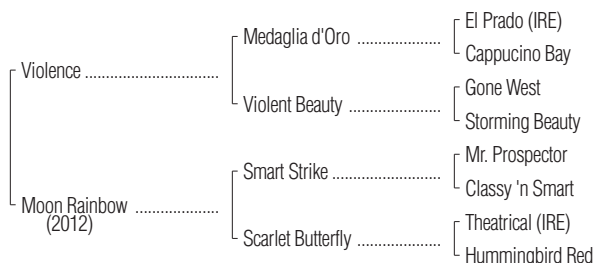 El Prado (IRE)
Medaglia d'Oro ....................
Cappucino Bay
Violence ................................
Gone West
Violent Beauty ......................
Storming Beauty
Mr. Prospector
Smart Strike ..........................
Classy 'n Smart
Moon Rainbow ....................
(2012)
Theatrical (IRE)
Scarlet Butterfly ....................
Hummingbird Red